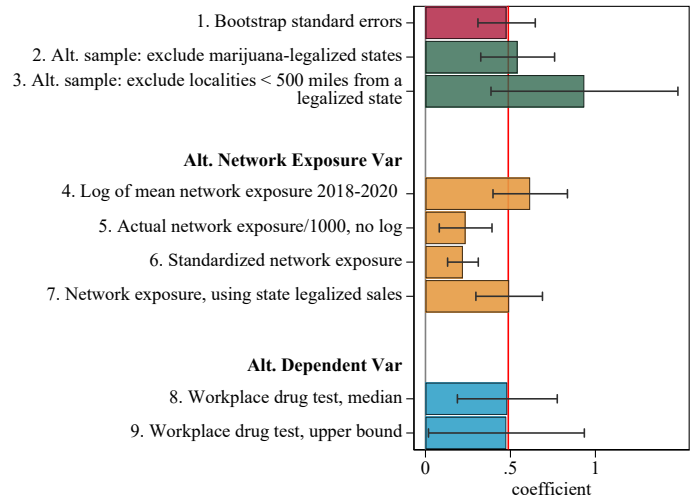 1. Bootstrap standard errors
2. Alt. sample: exclude marijuana-legalized states
3. Alt. sample: exclude localities < 500 miles from a
legalized state
Alt. Network Exposure Var
4. Log of mean network exposure 2018-2020
5. Actual network exposure/1000, no log
6. Standardized network exposure
7. Network exposure, using state legalized sales
Alt. Dependent Var
8. Workplace drug test, median
9. Workplace drug test, upper bound
0 .5 1
coefficient